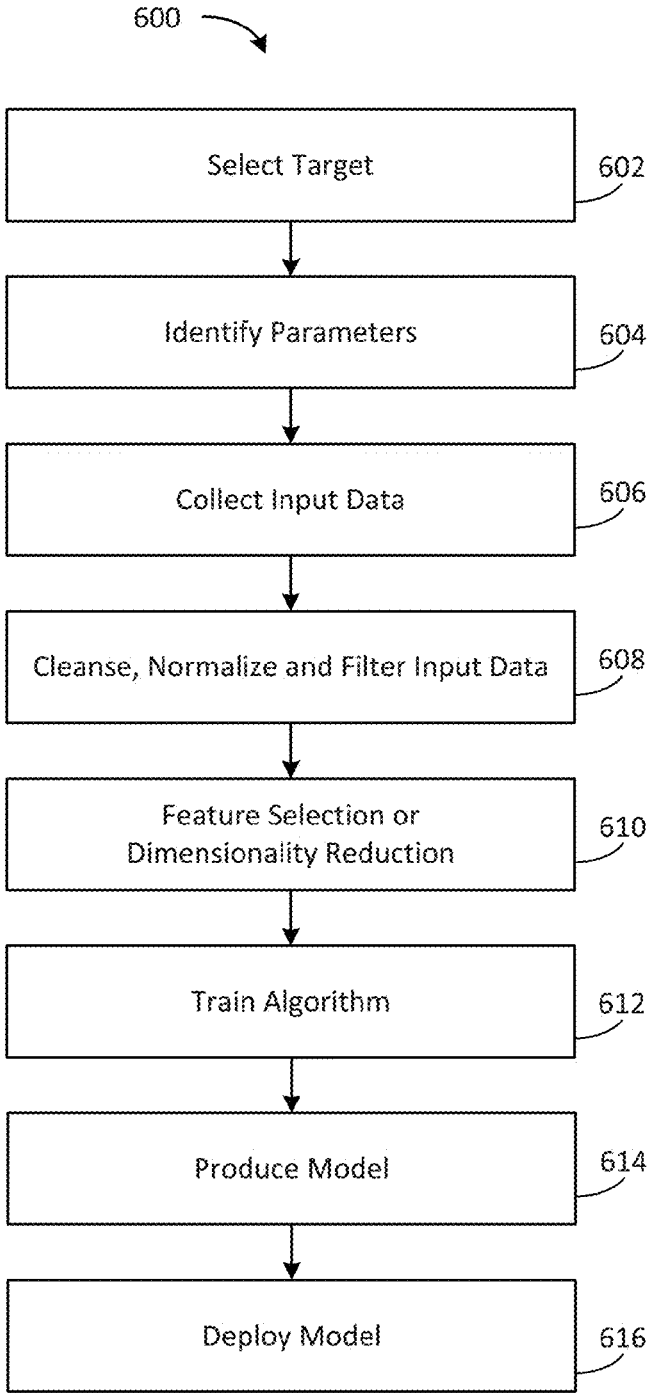 600
Select Target
602
Identify Parameters
604
Collect Input Data
606
Cleanse, Normalize and Filter Input Data
608
Feature Selection or
Dimensionality Reduction
610
Train Algorithm
612
Produce Model
614
Deploy Model
616